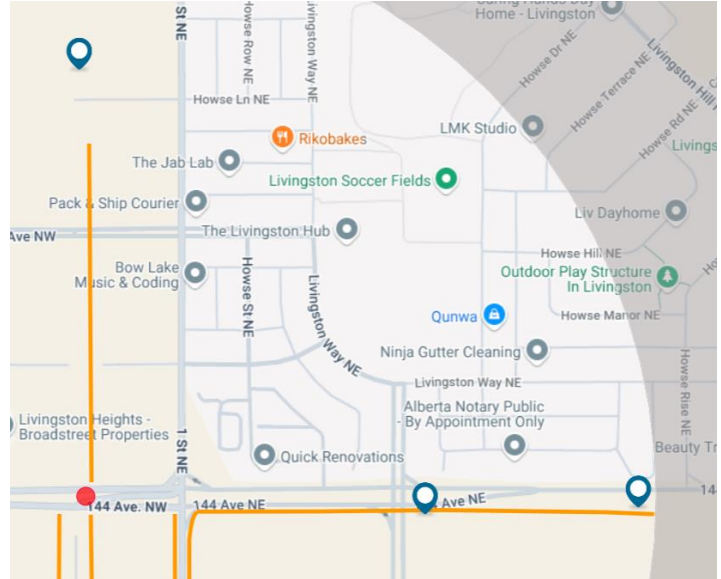 Caring Hands Day
Home - Livingston
St NE
Howse Row NE
Livingston Way NE
Howse Dr NE
Livingston Hill
Howse Terrace NE
Howse Ln NE
Howse Rd NE
Rikobakes
LMK Studio
Livings
The Jab Lab
Livingston Soccer Fields
Pack & Ship Courier
Liv Dayhome
Ave NW
The Livingston Hub
Howse Hill NE
Bow Lake
Music & Coding
Howse St NE
Livingston Way NE
Outdoor Play Structure
In Livingston
Qunwa
Howse Manor NE
Ninja Gutter Cleaning
Howse Rise NE
Livingston Way NE
Livingston Heights -
Broadstreet Properties
1 St NE
Alberta Notary Public
- By Appointment Only
Quick Renovations
Beauty Tr
144 Ave. NW
144 Ave NE
Ave NE
14